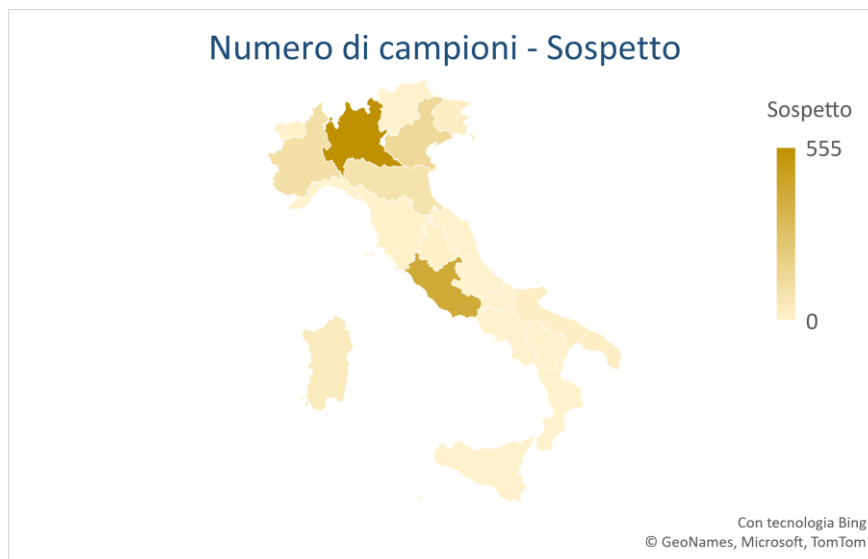 Numero di campioni - Sospetto
Sospetto
555
0
Con tecnologia Bing
© GeoNames, Microsoft, TomTom